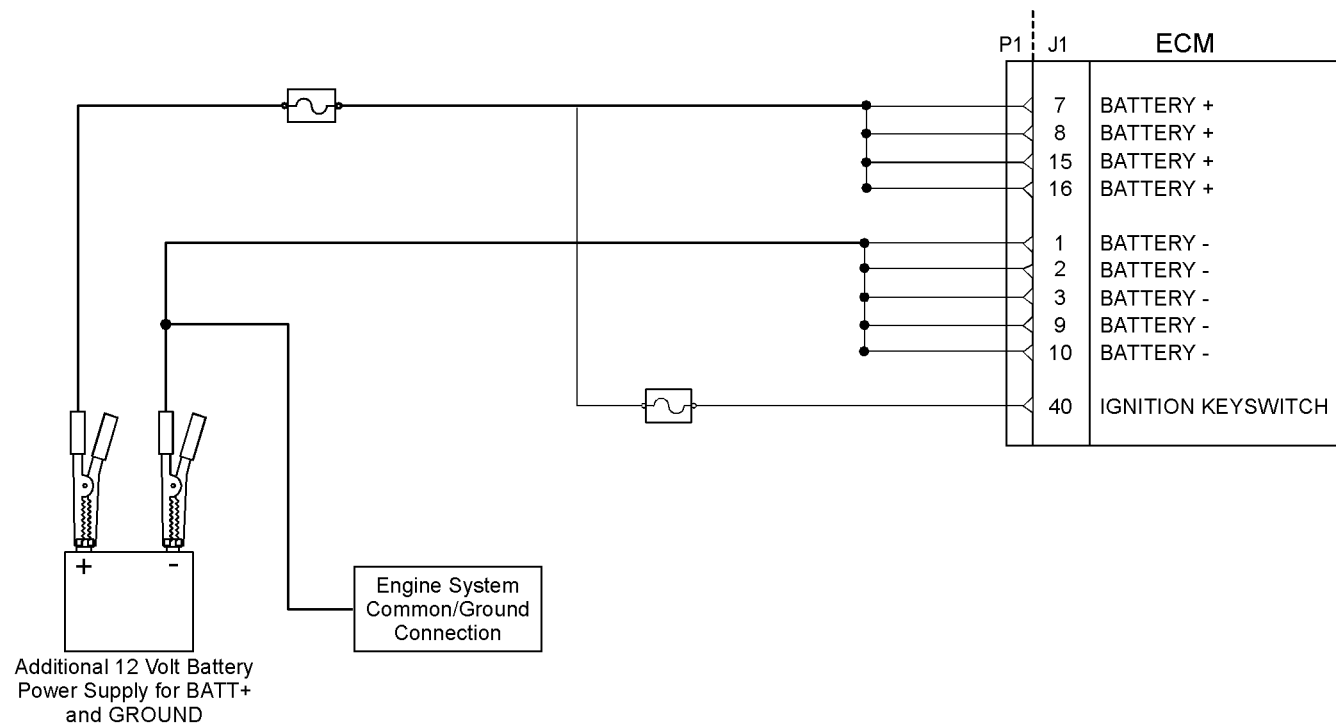 P1 J1 ECM
7 BATTERY +
8 BATTERY +
15 BATTERY +
16 BATTERY +
1 BATTERY -
2 BATTERY -
3 BATTERY -
9 BATTERY -
10 BATTERY -
40 IGNITION KEYSWITCH
+ -
Engine System
Common/Ground
Connection
Additional 12 Volt Battery
Power Supply for BATT+
and GROUND